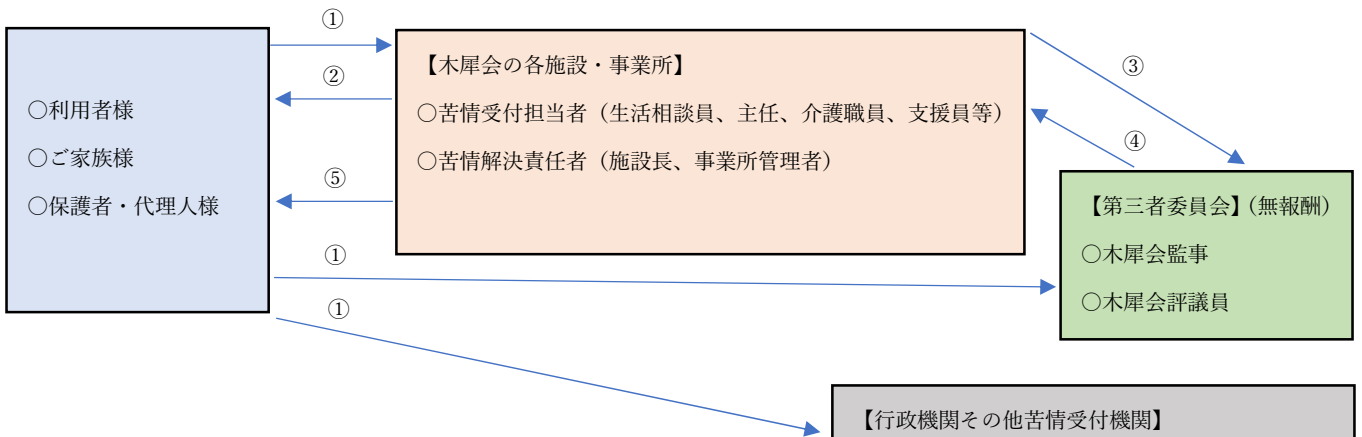 ①
【木犀会の各施設・事業所】
②
③
○利用者様
○苦情受付担当者（生活相談員、主任、介護職員、支援員等）
④
○ご家族様
○苦情解決責任者（施設長、事業所管理者）
⑤
○保護者・代理人様
【第三者委員会】（無報酬）
①
○木犀会監事
○木犀会評議員
①
【行政機関その他苦情受付機関】